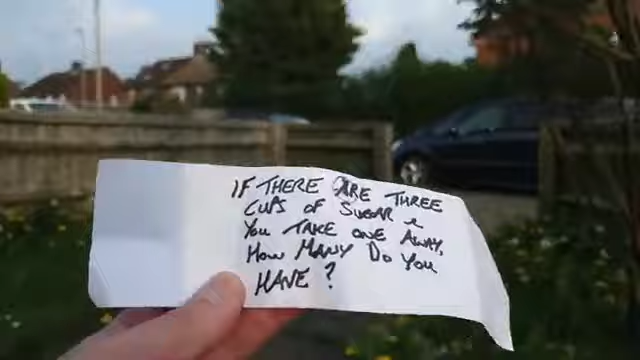 IF THERE ARE THREE
CUPS OF SUGAR &
YOU TAKE ONE AWAY,
HOW MANY DO YOU
HAVE?